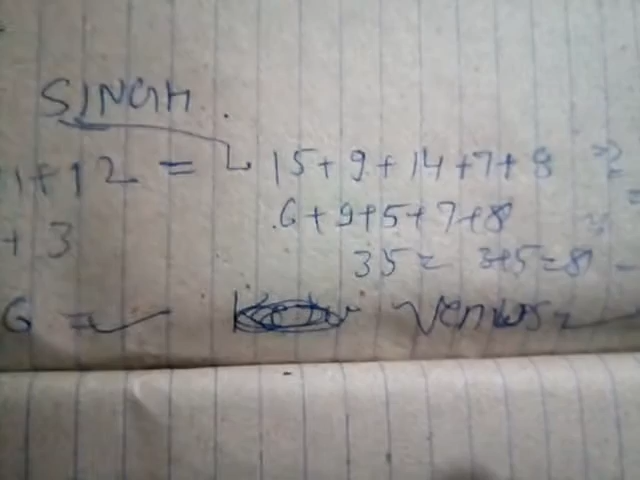 SINGH.
1+12 = 15+9+14+7+8
+3 6+9+5+7+8
35= 3+5=8 -
6 = Venus